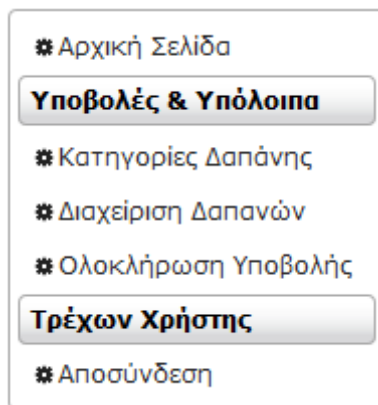 Αρχική Σελίδα
Υποβολές & Υπόλοιπα
Κατηγορίες Δαπάνης
Διαχείριση Δαπανών
Ολοκλήρωση Υποβολής
Τρέχων Χρήστης
Αποσύνδεση